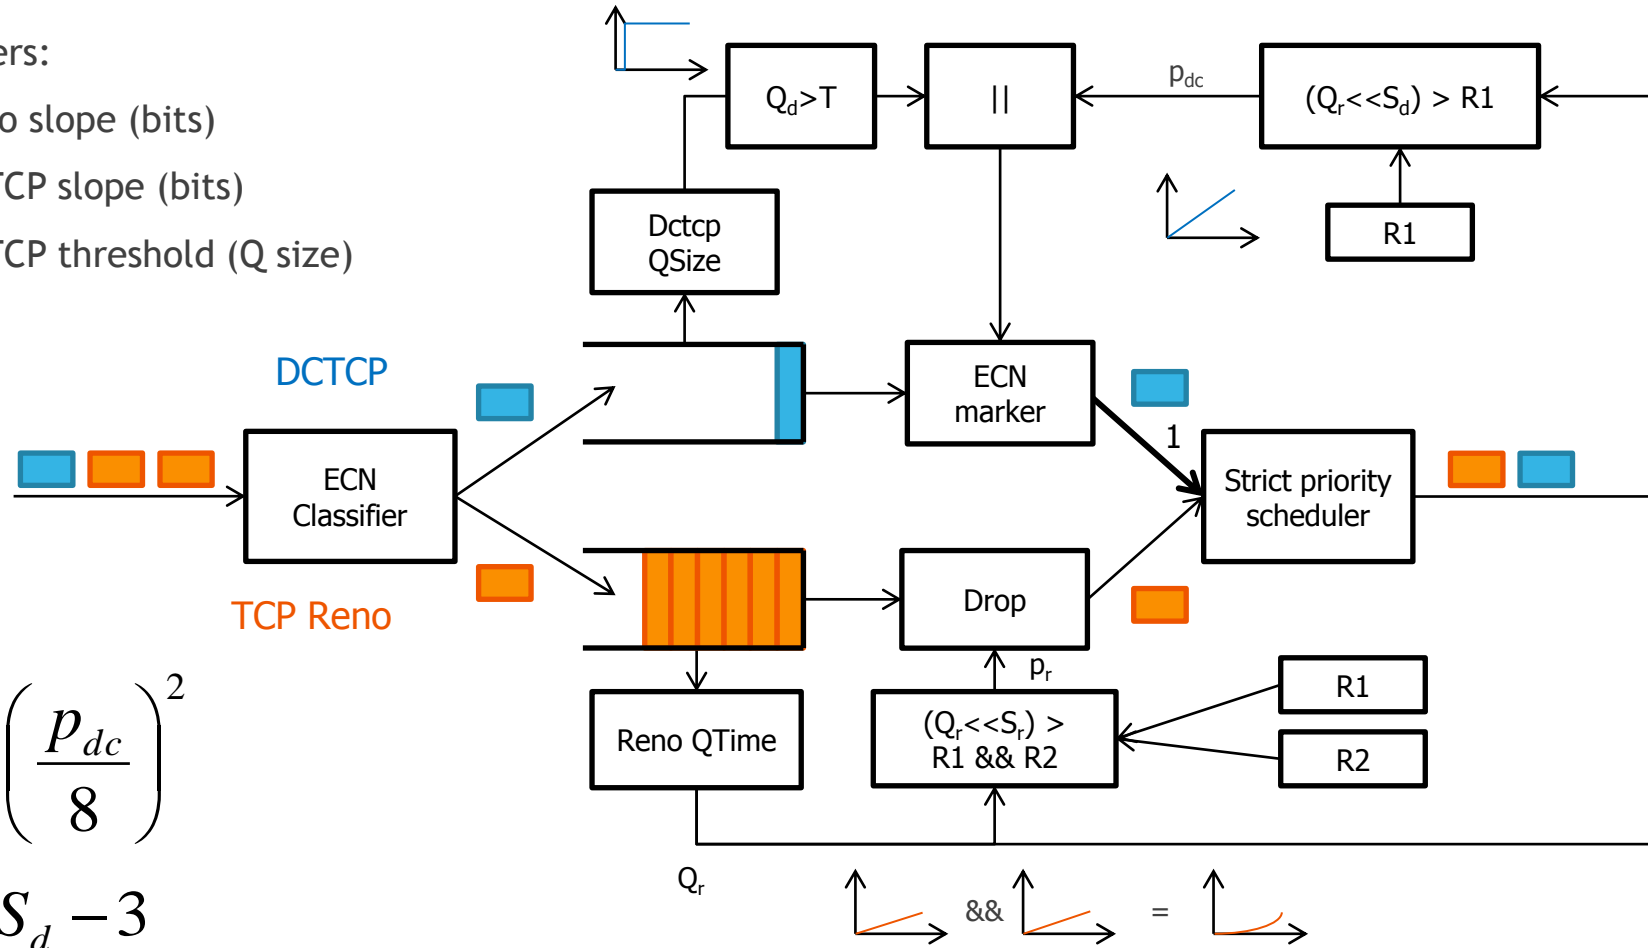 ers:
o slope (bits)
TCP slope (bits)
TCP threshold (Q size)
Q_d>T
||
p_dc
(Q_r<<S_d) > R1
R1
Dctcp
QSize
DCTCP
ECN
marker
1
ECN
Classifier
Strict priority
scheduler
TCP Reno
Drop
p_r
Reno QTime
(Q_r<<S_r) >
R1 && R2
R1
R2
(p_dc/8)^2
S_d − 3
Q_r
&&
=